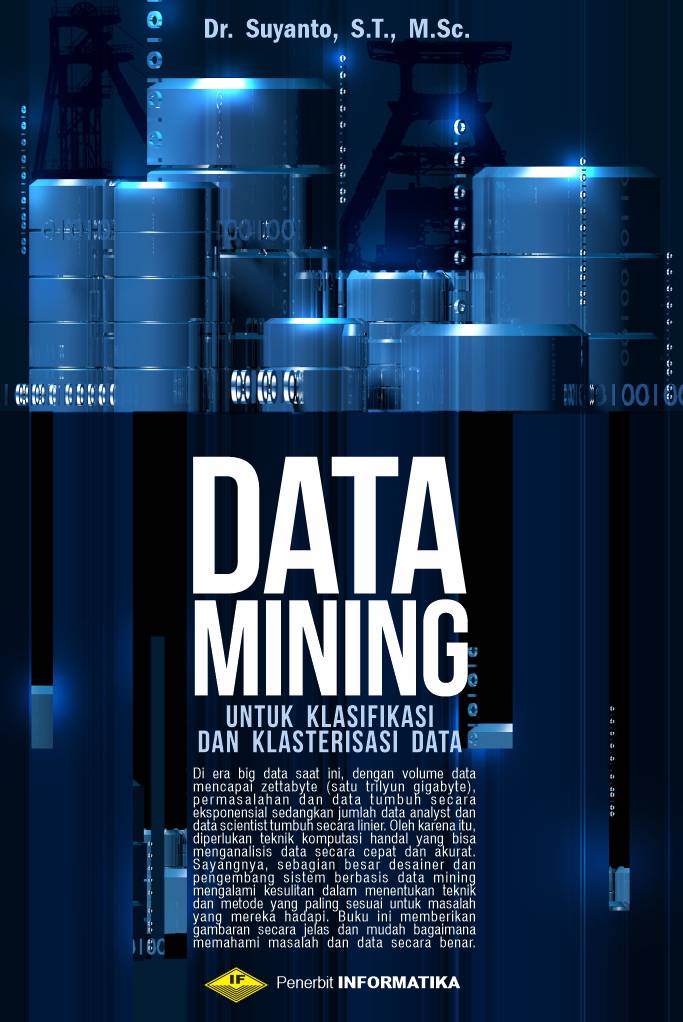 Dr. Suyanto, S.T., M.Sc.
DATA
MINING
UNTUK KLASIFIKASI
DAN KLASTERISASI DATA
Di era big data saat ini, dengan volume data
mencapai zettabyte (satu trilyun gigabyte),
permasalahan dan data tumbuh secara
eksponensial sedangkan jumlah data analyst dan
data scientist tumbuh secara linier. Oleh karena itu,
diperlukan teknik komputasi handal yang bisa
menganalisis data secara cepat dan akurat.
Sayangnya, sebagian besar desainer dan
pengembang sistem berbasis data mining
mengalami kesulitan dalam menentukan teknik
dan metode yang paling sesuai untuk masalah
yang mereka hadapi. Buku ini memberikan
gambaran secara jelas dan mudah bagaimana
memahami masalah dan data secara benar.
IF
Penerbit INFORMATIKA